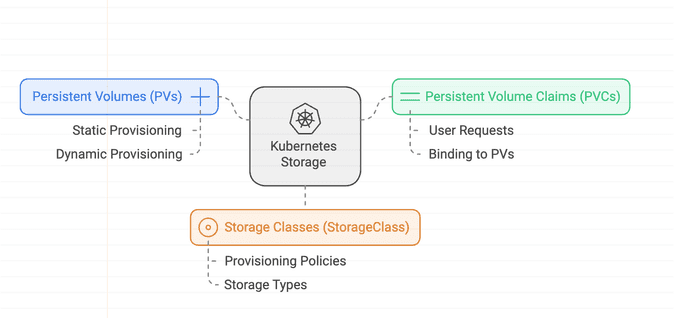 Persistent Volumes (PVs)
Static Provisioning
Dynamic Provisioning
Kubernetes
Storage
Persistent Volume Claims (PVCs)
User Requests
Binding to PVs
Storage Classes (StorageClass)
Provisioning Policies
Storage Types